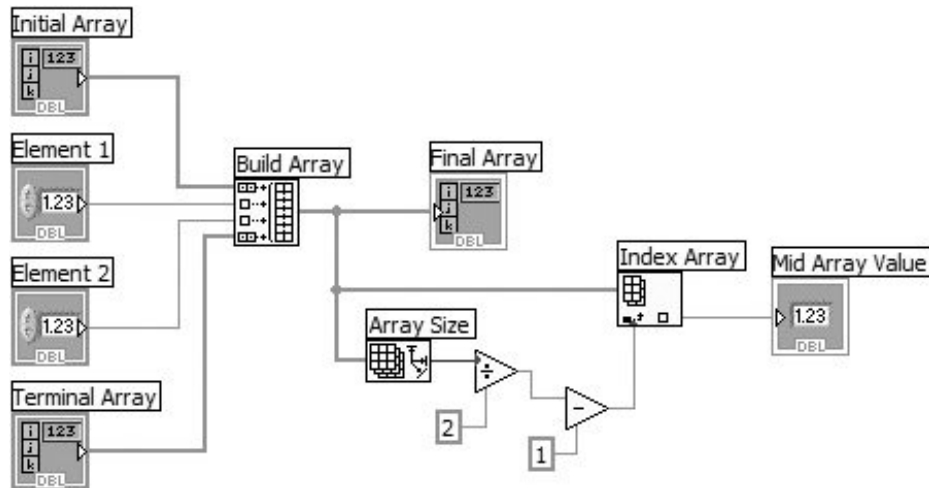 Initial Array
i
j
k
123
DBL
Element 1
1.23
DBL
Element 2
1.23
DBL
Terminal Array
i
j
k
123
DBL
Build Array
Final Array
i
j
k
123
DBL
Array Size
÷
2
-
1
Index Array
Mid Array Value
1.23
DBL